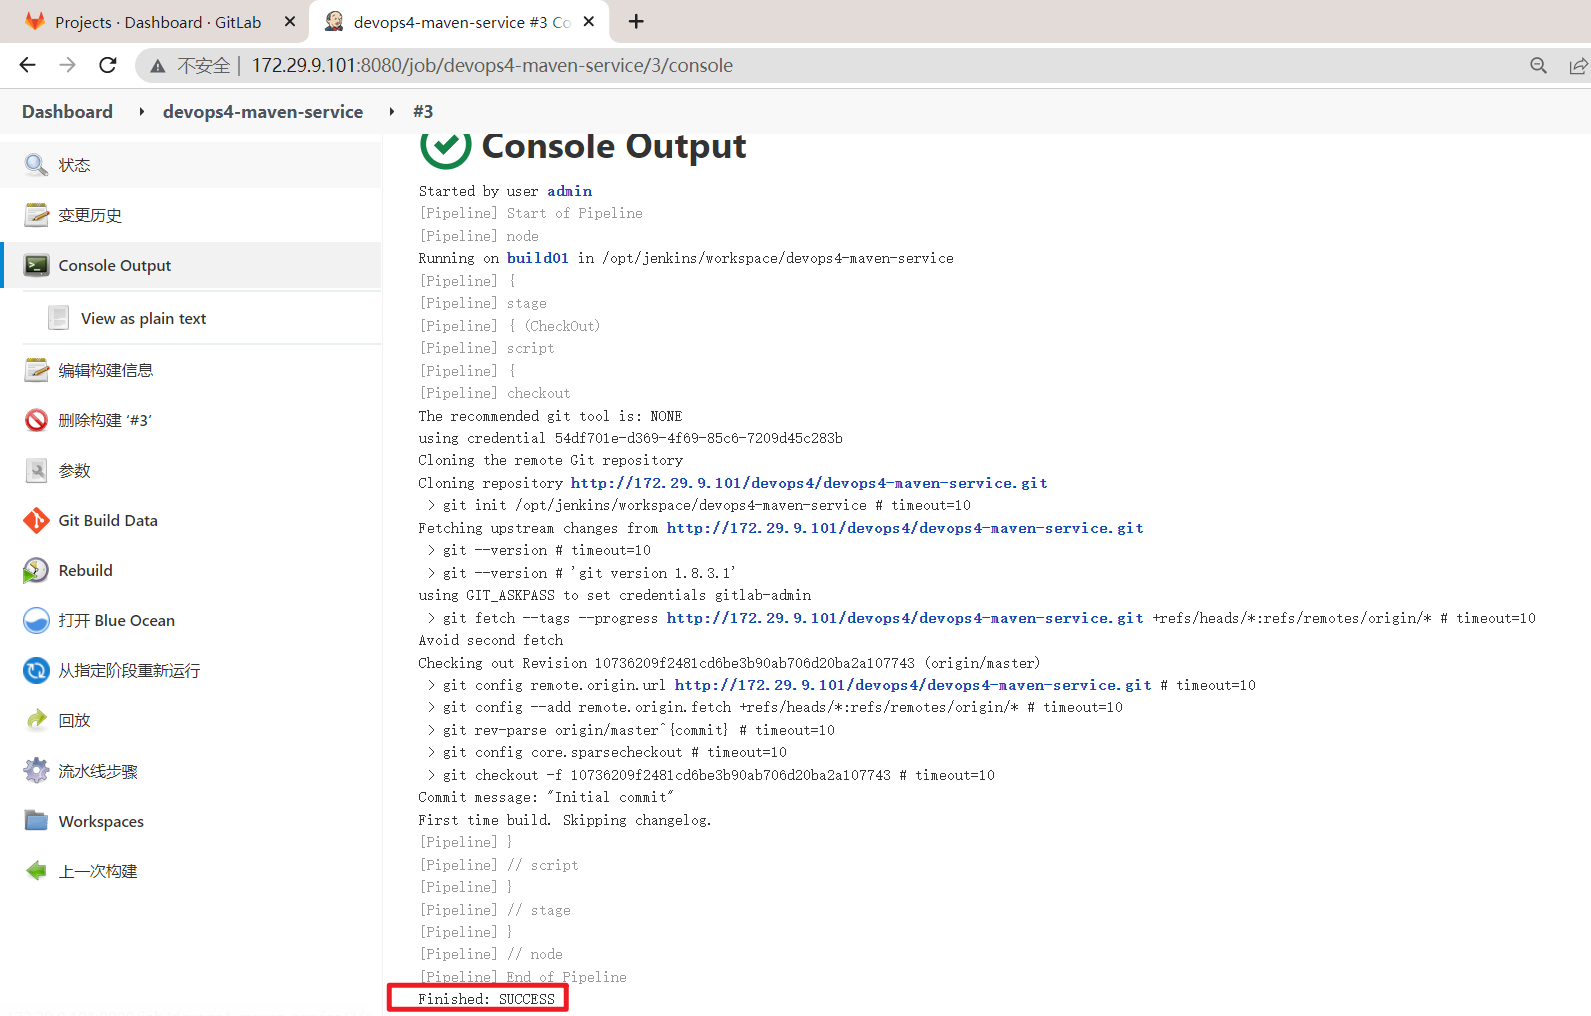 Projects · Dashboard · GitLab
devops4-maven-service #3 Co
不安全 | 172.29.9.101:8080/job/devops4-maven-service/3/console
Dashboard
devops4-maven-service
#3
状态
变更历史
Console Output
View as plain text
编辑构建信息
删除构建 ‘#3’
参数
Git Build Data
Rebuild
打开 Blue Ocean
从指定阶段重新运行
回放
流水线步骤
Workspaces
上一次构建
Console Output
Started by user admin
[Pipeline] Start of Pipeline
[Pipeline] node
Running on build01 in /opt/jenkins/workspace/devops4-maven-service
[Pipeline] {
[Pipeline] stage
[Pipeline] { (CheckOut)
[Pipeline] script
[Pipeline] {
[Pipeline] checkout
The recommended git tool is: NONE
using credential 54df701e-d369-4f69-85c6-7209d45c283b
Cloning the remote Git repository
Cloning repository http://172.29.9.101/devops4/devops4-maven-service.git
> git init /opt/jenkins/workspace/devops4-maven-service # timeout=10
Fetching upstream changes from http://172.29.9.101/devops4/devops4-maven-service.git
> git --version # timeout=10
> git --version # 'git version 1.8.3.1'
using GIT_ASKPASS to set credentials gitlab-admin
> git fetch --tags --progress http://172.29.9.101/devops4/devops4-maven-service.git +refs/heads/*:refs/remotes/origin/* # timeout=10
Avoid second fetch
Checking out Revision 10736209f2481cd6be3b90ab706d20ba2a107743 (origin/master)
> git config remote.origin.url http://172.29.9.101/devops4/devops4-maven-service.git # timeout=10
> git config --add remote.origin.fetch +refs/heads/*:refs/remotes/origin/* # timeout=10
> git rev-parse origin/master^{commit} # timeout=10
> git config core.sparsecheckout # timeout=10
> git checkout -f 10736209f2481cd6be3b90ab706d20ba2a107743 # timeout=10
Commit message: "Initial commit"
First time build. Skipping changelog.
[Pipeline] }
[Pipeline] // script
[Pipeline] }
[Pipeline] // stage
[Pipeline] }
[Pipeline] // node
[Pipeline] End of Pipeline
Finished: SUCCESS